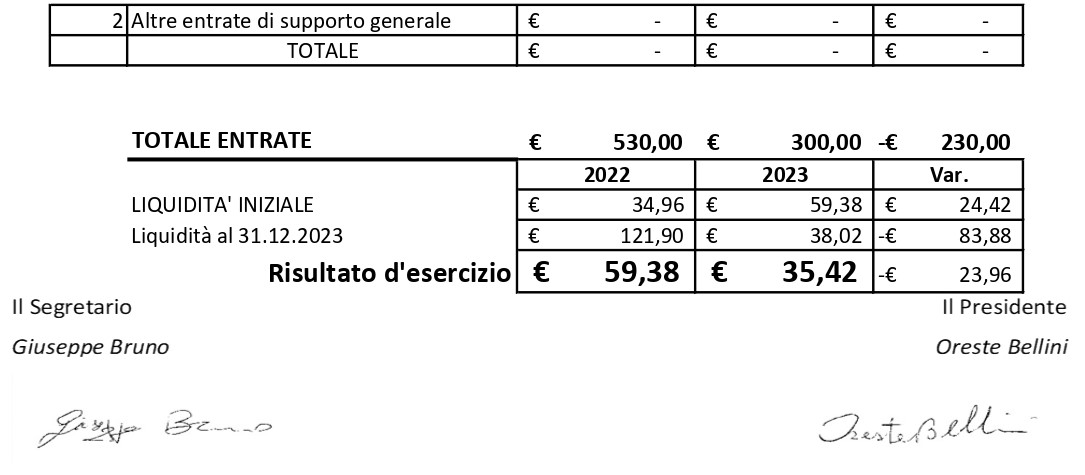 2 Altre entrate di supporto generale € - € - € -
TOTALE € - € - € -
TOTALE ENTRATE € 530,00 € 300,00 -€ 230,00
2022 2023 Var.
LIQUIDITA' INIZIALE € 34,96 € 59,38 € 24,42
Liquidità al 31.12.2023 € 121,90 € 38,02 -€ 83,88
Risultato d'esercizio € 59,38 € 35,42 -€ 23,96
Il Segretario Il Presidente
Giuseppe Bruno Oreste Bellini
Giuseppe Bruno Oreste Bellini